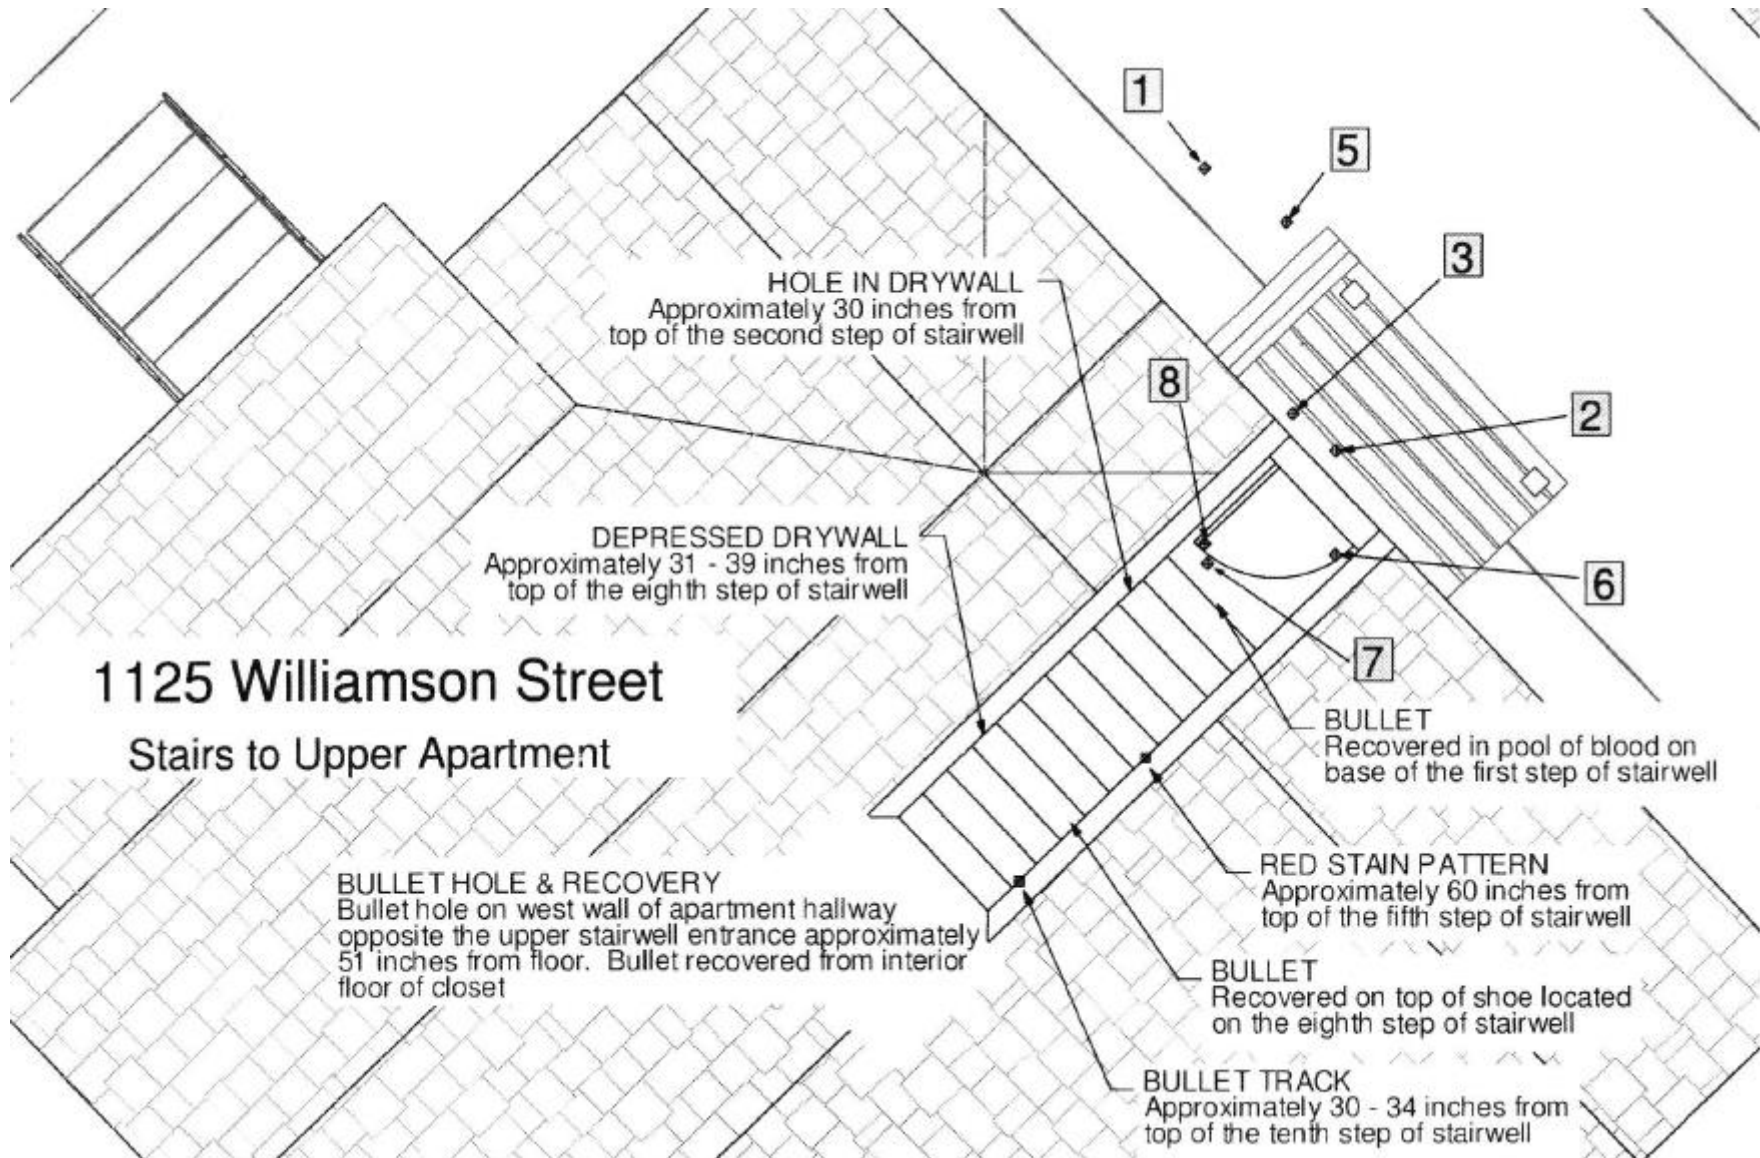 1
5
3
HOLE IN DRYWALL
Approximately 30 inches from
top of the second step of stairwell
8
2
DEPRESSED DRYWALL
Approximately 31 - 39 inches from
top of the eighth step of stairwell
6
7
1125 Williamson Street
Stairs to Upper Apartment
BULLET
Recovered in pool of blood on
base of the first step of stairwell
RED STAIN PATTERN
Approximately 60 inches from
top of the fifth step of stairwell
BULLET HOLE & RECOVERY
Bullet hole on west wall of apartment hallway
opposite the upper stairwell entrance approximately
51 inches from floor. Bullet recovered from interior
floor of closet
BULLET
Recovered on top of shoe located
on the eighth step of stairwell
BULLET TRACK
Approximately 30 - 34 inches from
top of the tenth step of stairwell